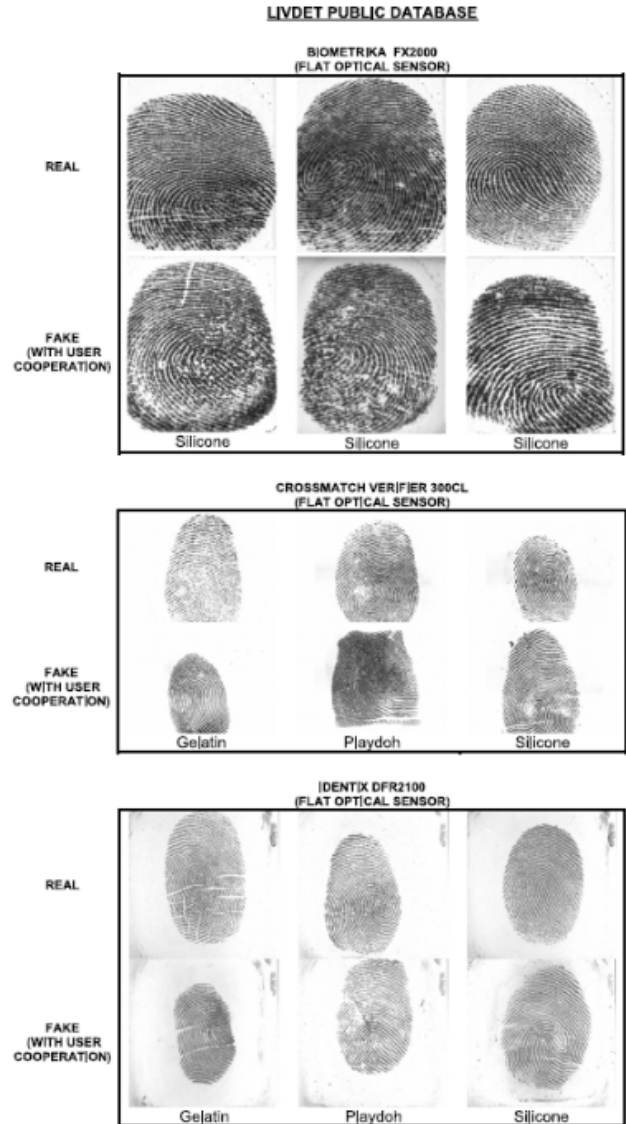 LIVDET PUBLIC DATABASE
BIOMETRIKA FX2000
(FLAT OPTICAL SENSOR)
REAL
FAKE
(WITH USER
COOPERATION)
Silicone Silicone Silicone
CROSSMATCH VERIFIER 300CL
(FLAT OPTICAL SENSOR)
REAL
FAKE
(WITH USER
COOPERATION)
Gelatin Playdoh Silicone
IDENTIX DFR2100
(FLAT OPTICAL SENSOR)
REAL
FAKE
(WITH USER
COOPERATION)
Gelatin Playdoh Silicone